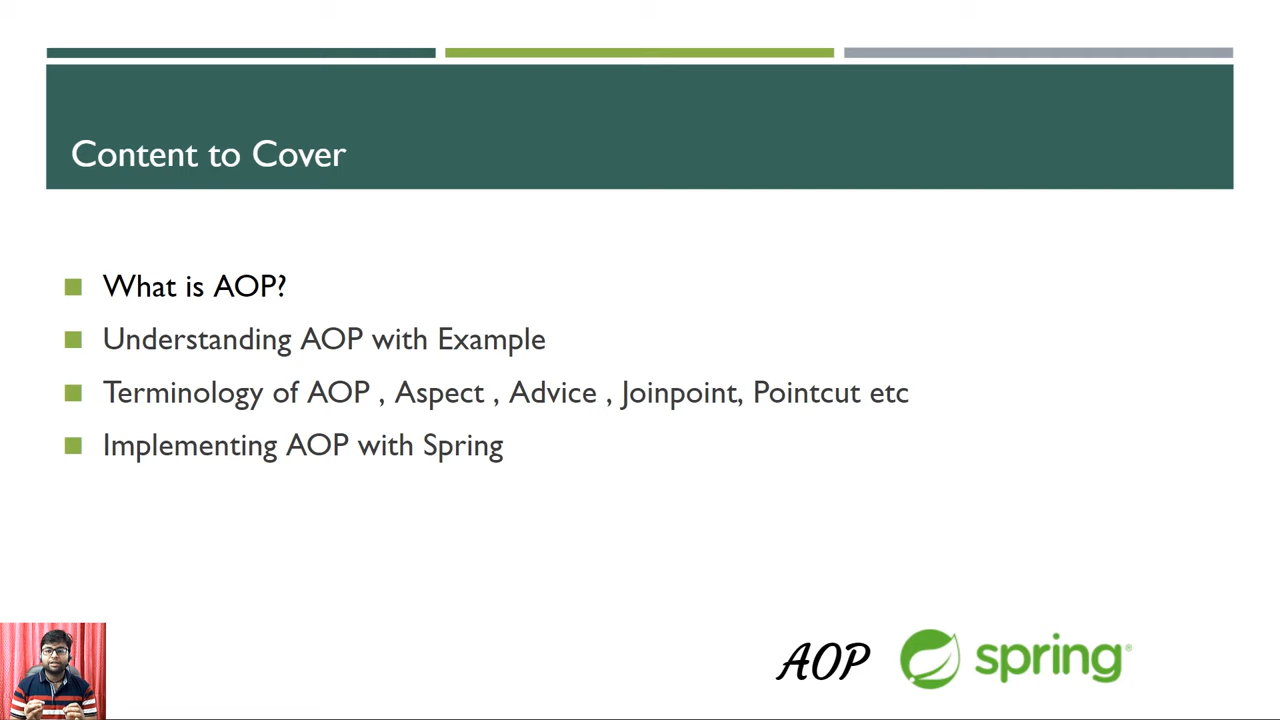 Content to Cover
What is AOP?
Understanding AOP with Example
Terminology of AOP , Aspect , Advice , Joinpoint, Pointcut etc
Implementing AOP with Spring
AOP spring®